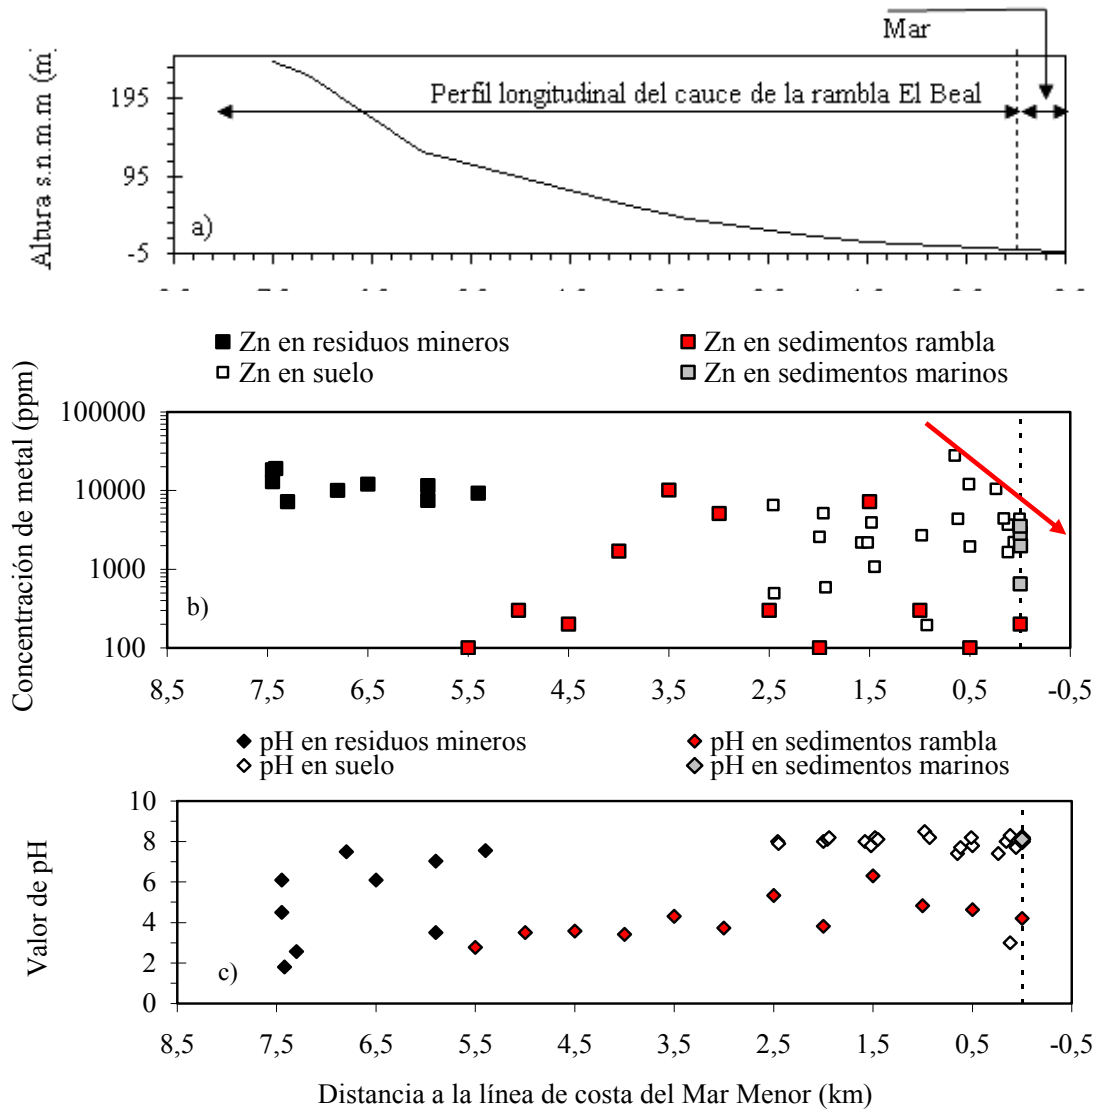 Mar
Altura s.n.m.m (m)
195
95
-5
Perfil longitudinal del cauce de la rambla El Beal
a)
Zn en residuos mineros
Zn en sedimentos rambla
Zn en suelo
Zn en sedimentos marinos
Concentración de metal (ppm)
100000
10000
1000
100
b)
8,5 7,5 6,5 5,5 4,5 3,5 2,5 1,5 0,5 -0,5
pH en residuos mineros
pH en sedimentos rambla
pH en suelo
pH en sedimentos marinos
Valor de pH
10
8
6
4
2
0
c)
8,5 7,5 6,5 5,5 4,5 3,5 2,5 1,5 0,5 -0,5
Distancia a la línea de costa del Mar Menor (km)